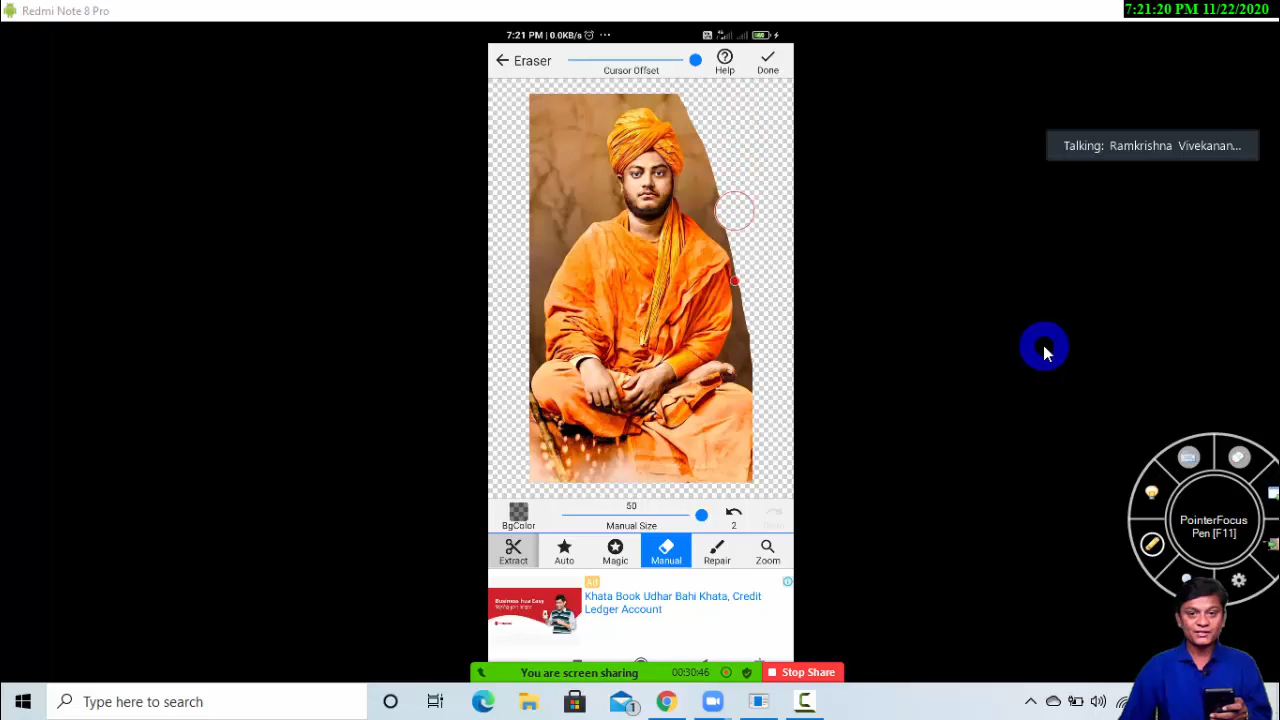 Redmi Note 8 Pro
7:21:20 PM 11/22/2020
7:21 PM | 0.0KB/s
Eraser
Cursor Offset
Help
Done
Talking: Ramkrishna Vivekanan...
50
BgColor
Manual Size
2
Extract
Auto
Magic
Manual
Repair
Zoom
PointerFocus
Pen [F11]
Ad
Khata Book Udhar Bahi Khata, Credit
Ledger Account
You are screen sharing
00:30:46
Stop Share
Type here to search
1